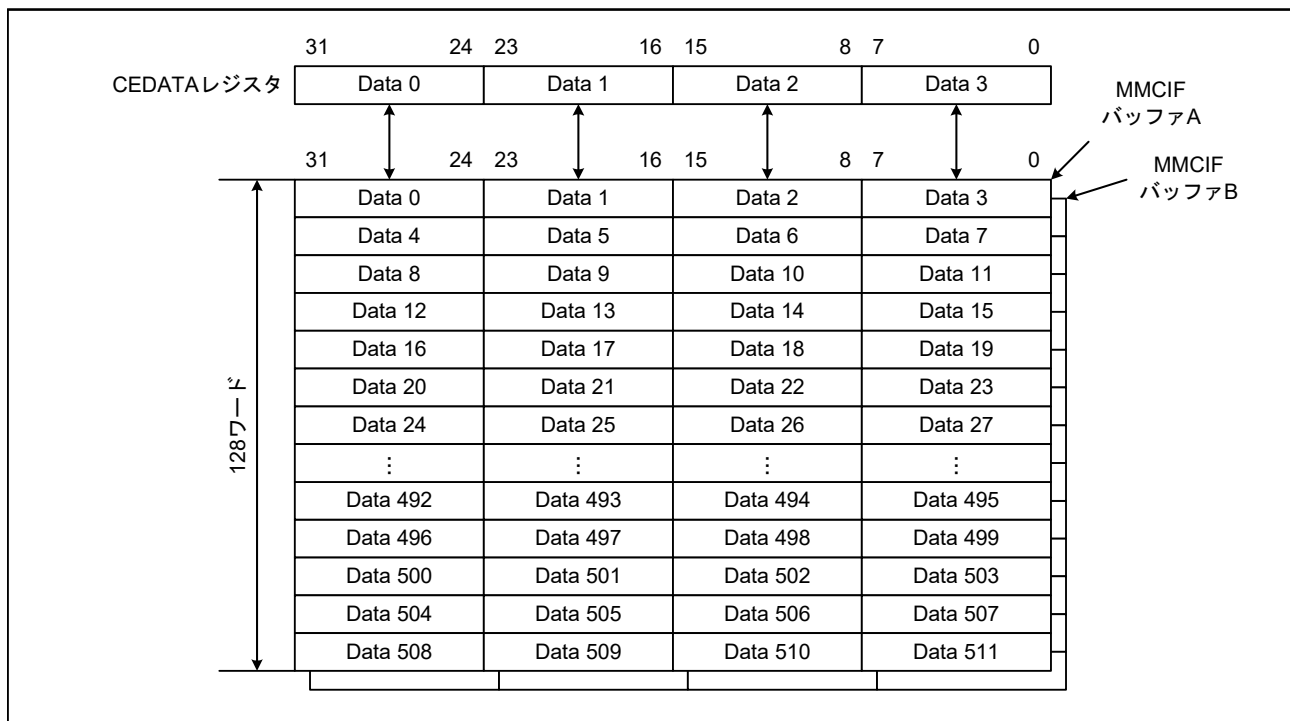 31 24 23 16 15 8 7 0
CEDATAレジスタ Data 0 Data 1 Data 2 Data 3
MMCIF
バッファA
31 24 23 16 15 8 7 0
MMCIF
バッファB
128ワード
Data 0 Data 1 Data 2 Data 3
Data 4 Data 5 Data 6 Data 7
Data 8 Data 9 Data 10 Data 11
Data 12 Data 13 Data 14 Data 15
Data 16 Data 17 Data 18 Data 19
Data 20 Data 21 Data 22 Data 23
Data 24 Data 25 Data 26 Data 27
⋮ ⋮ ⋮ ⋮
Data 492 Data 493 Data 494 Data 495
Data 496 Data 497 Data 498 Data 499
Data 500 Data 501 Data 502 Data 503
Data 504 Data 505 Data 506 Data 507
Data 508 Data 509 Data 510 Data 511